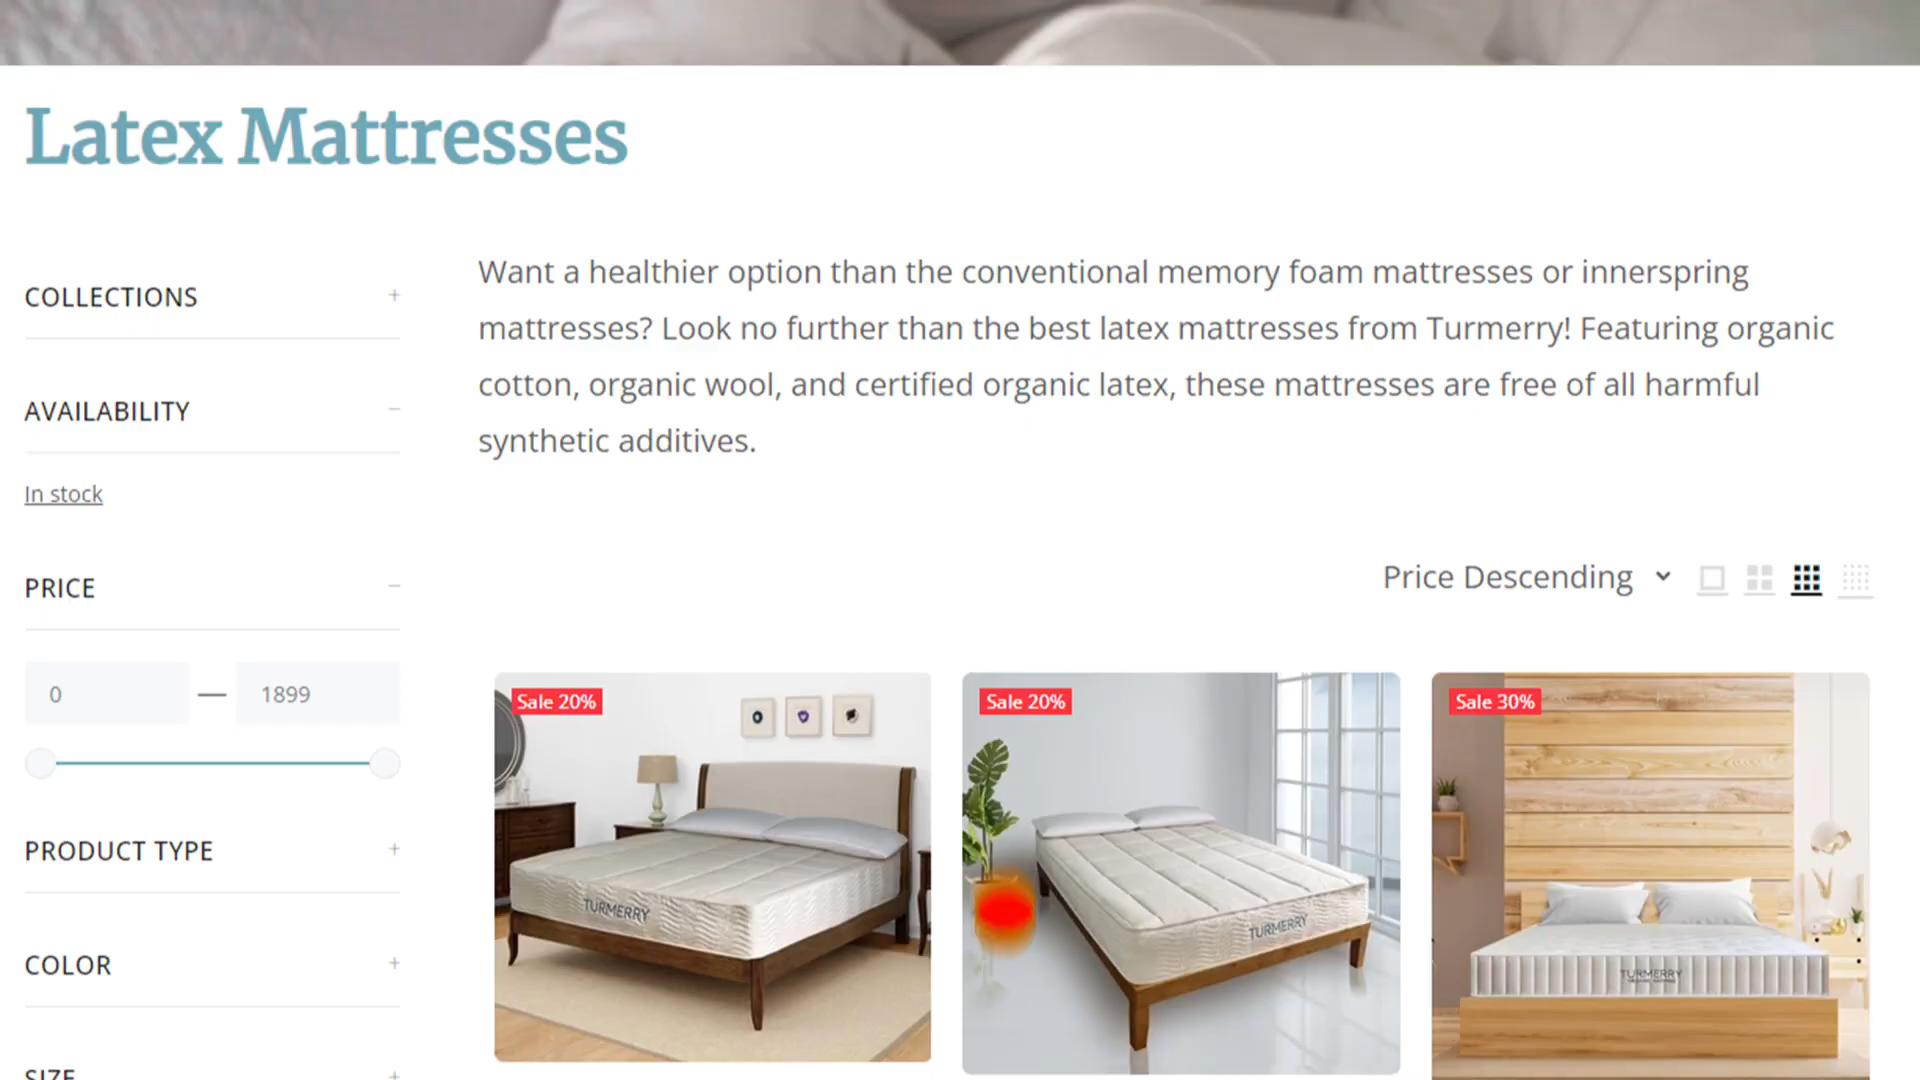 Latex Mattresses
COLLECTIONS +
AVAILABILITY –
In stock
PRICE –
0 — 1899
PRODUCT TYPE +
COLOR +
SIZE +
Want a healthier option than the conventional memory foam mattresses or innerspring
mattresses? Look no further than the best latex mattresses from Turmerry! Featuring organic
cotton, organic wool, and certified organic latex, these mattresses are free of all harmful
synthetic additives.
Price Descending
Sale 20%
TURMERRY
Sale 20%
TURMERRY
Sale 30%
TURMERRY